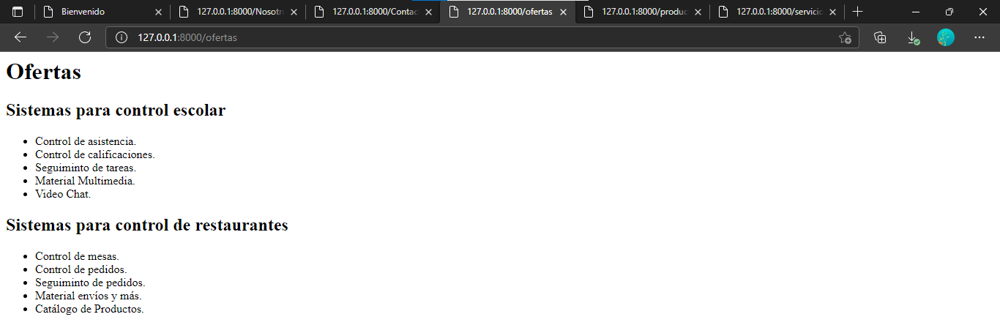 Bienvenido
127.0.0.1:8000/Nosotr
127.0.0.1:8000/Contac
127.0.0.1:8000/ofertas
127.0.0.1:8000/produc
127.0.0.1:8000/servicio
127.0.0.1:8000/ofertas
Ofertas
Sistemas para control escolar
Control de asistencia.
Control de calificaciones.
Seguiminto de tareas.
Material Multimedia.
Video Chat.
Sistemas para control de restaurantes
Control de mesas.
Control de pedidos.
Seguiminto de pedidos.
Material envíos y más.
Catálogo de Productos.